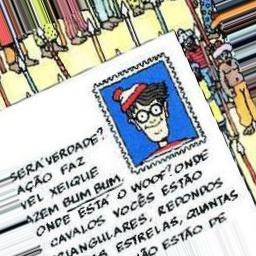 SERÁ VERDADE?
AÇÃO FAZ
VEL XEIQUE
AZEM BUM BUM.
ONDE ESTÁ O WOOF? ONDE
CAVALOS VOCÊS ESTÃO
RIANGULARES, REDONDOS
ESTRELAS, QUANTAS
ÃO ESTÃO DE